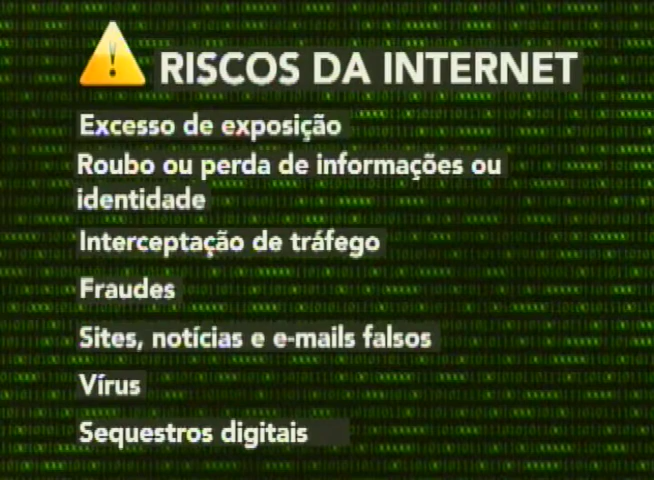 RISCOS DA INTERNET
Excesso de exposição
Roubo ou perda de informações ou
identidade
Interceptação de tráfego
Fraudes
Sites, notícias e e-mails falsos
Vírus
Sequestros digitais